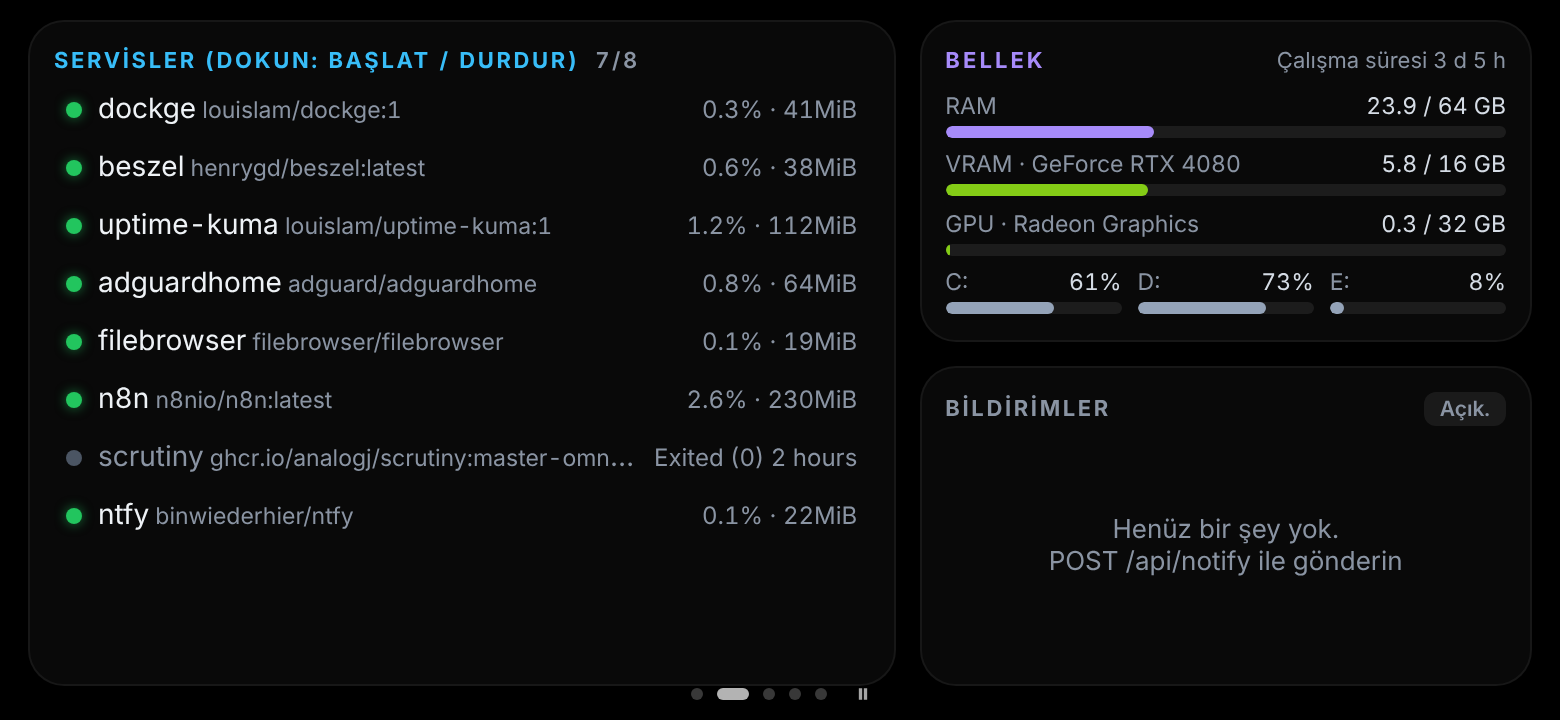 SERVİSLER (DOKUN: BAŞLAT / DURDUR) 7/8
dockge louislam/dockge:1 0.3% · 41MiB
beszel henrygd/beszel:latest 0.6% · 38MiB
uptime-kuma louislam/uptime-kuma:1 1.2% · 112MiB
adguardhome adguard/adguardhome 0.8% · 64MiB
filebrowser filebrowser/filebrowser 0.1% · 19MiB
n8n n8nio/n8n:latest 2.6% · 230MiB
scrutiny ghcr.io/analogj/scrutiny:master-omn... Exited (0) 2 hours
ntfy binwiederhier/ntfy 0.1% · 22MiB
BELLEK Çalışma süresi 3 d 5 h
RAM 23.9 / 64 GB
VRAM · GeForce RTX 4080 5.8 / 16 GB
GPU · Radeon Graphics 0.3 / 32 GB
C: 61% D: 73% E: 8%
BİLDİRİMLER Açık.
Henüz bir şey yok.
POST /api/notify ile gönderin